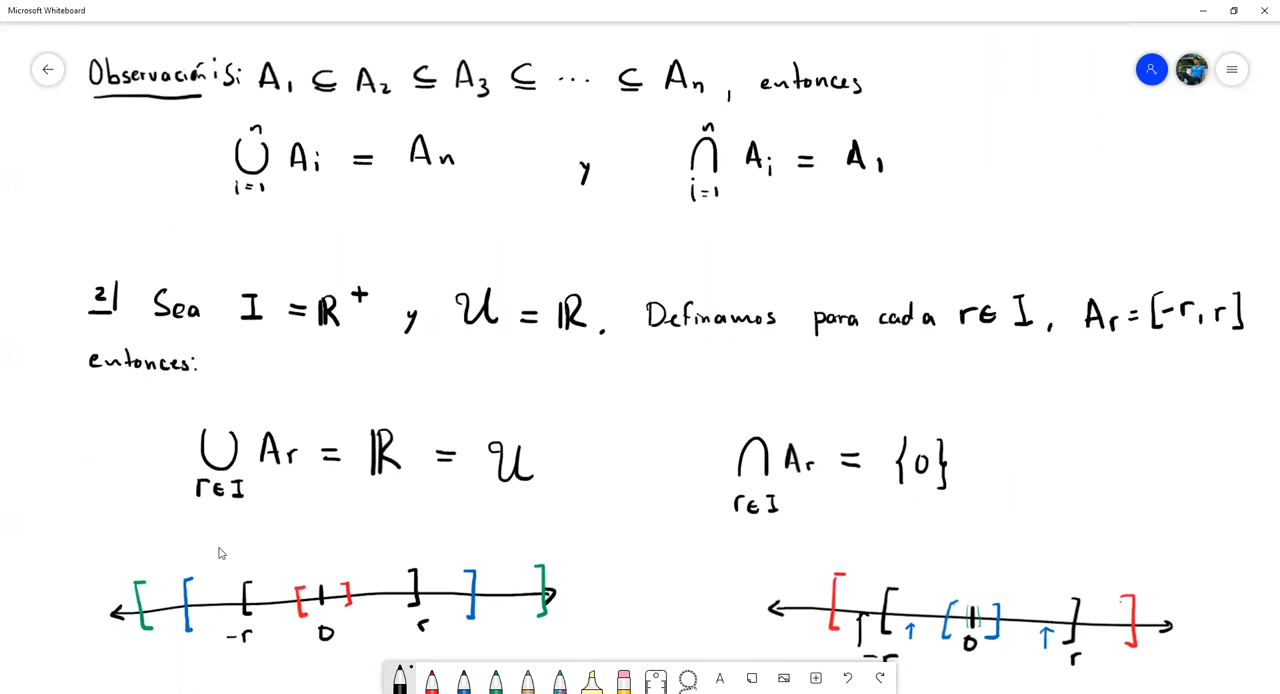 Microsoft Whiteboard
Observación: Si A₁ ⊆ A₂ ⊆ A₃ ⊆ ⋯ ⊆ Aₙ, entonces
⋃ⁿᵢ₌₁ Aᵢ = Aₙ y ⋂ⁿᵢ₌₁ Aᵢ = A₁
2) Sea I = ℝ⁺ y 𝒰 = ℝ. Definamos para cada r ∈ I, Aᵣ = [-r, r]
entonces:
⋃ Aᵣ = ℝ = 𝒰 ⋂ Aᵣ = {0}
r ∈ I r ∈ I
-r 0 r -r 0 r
A